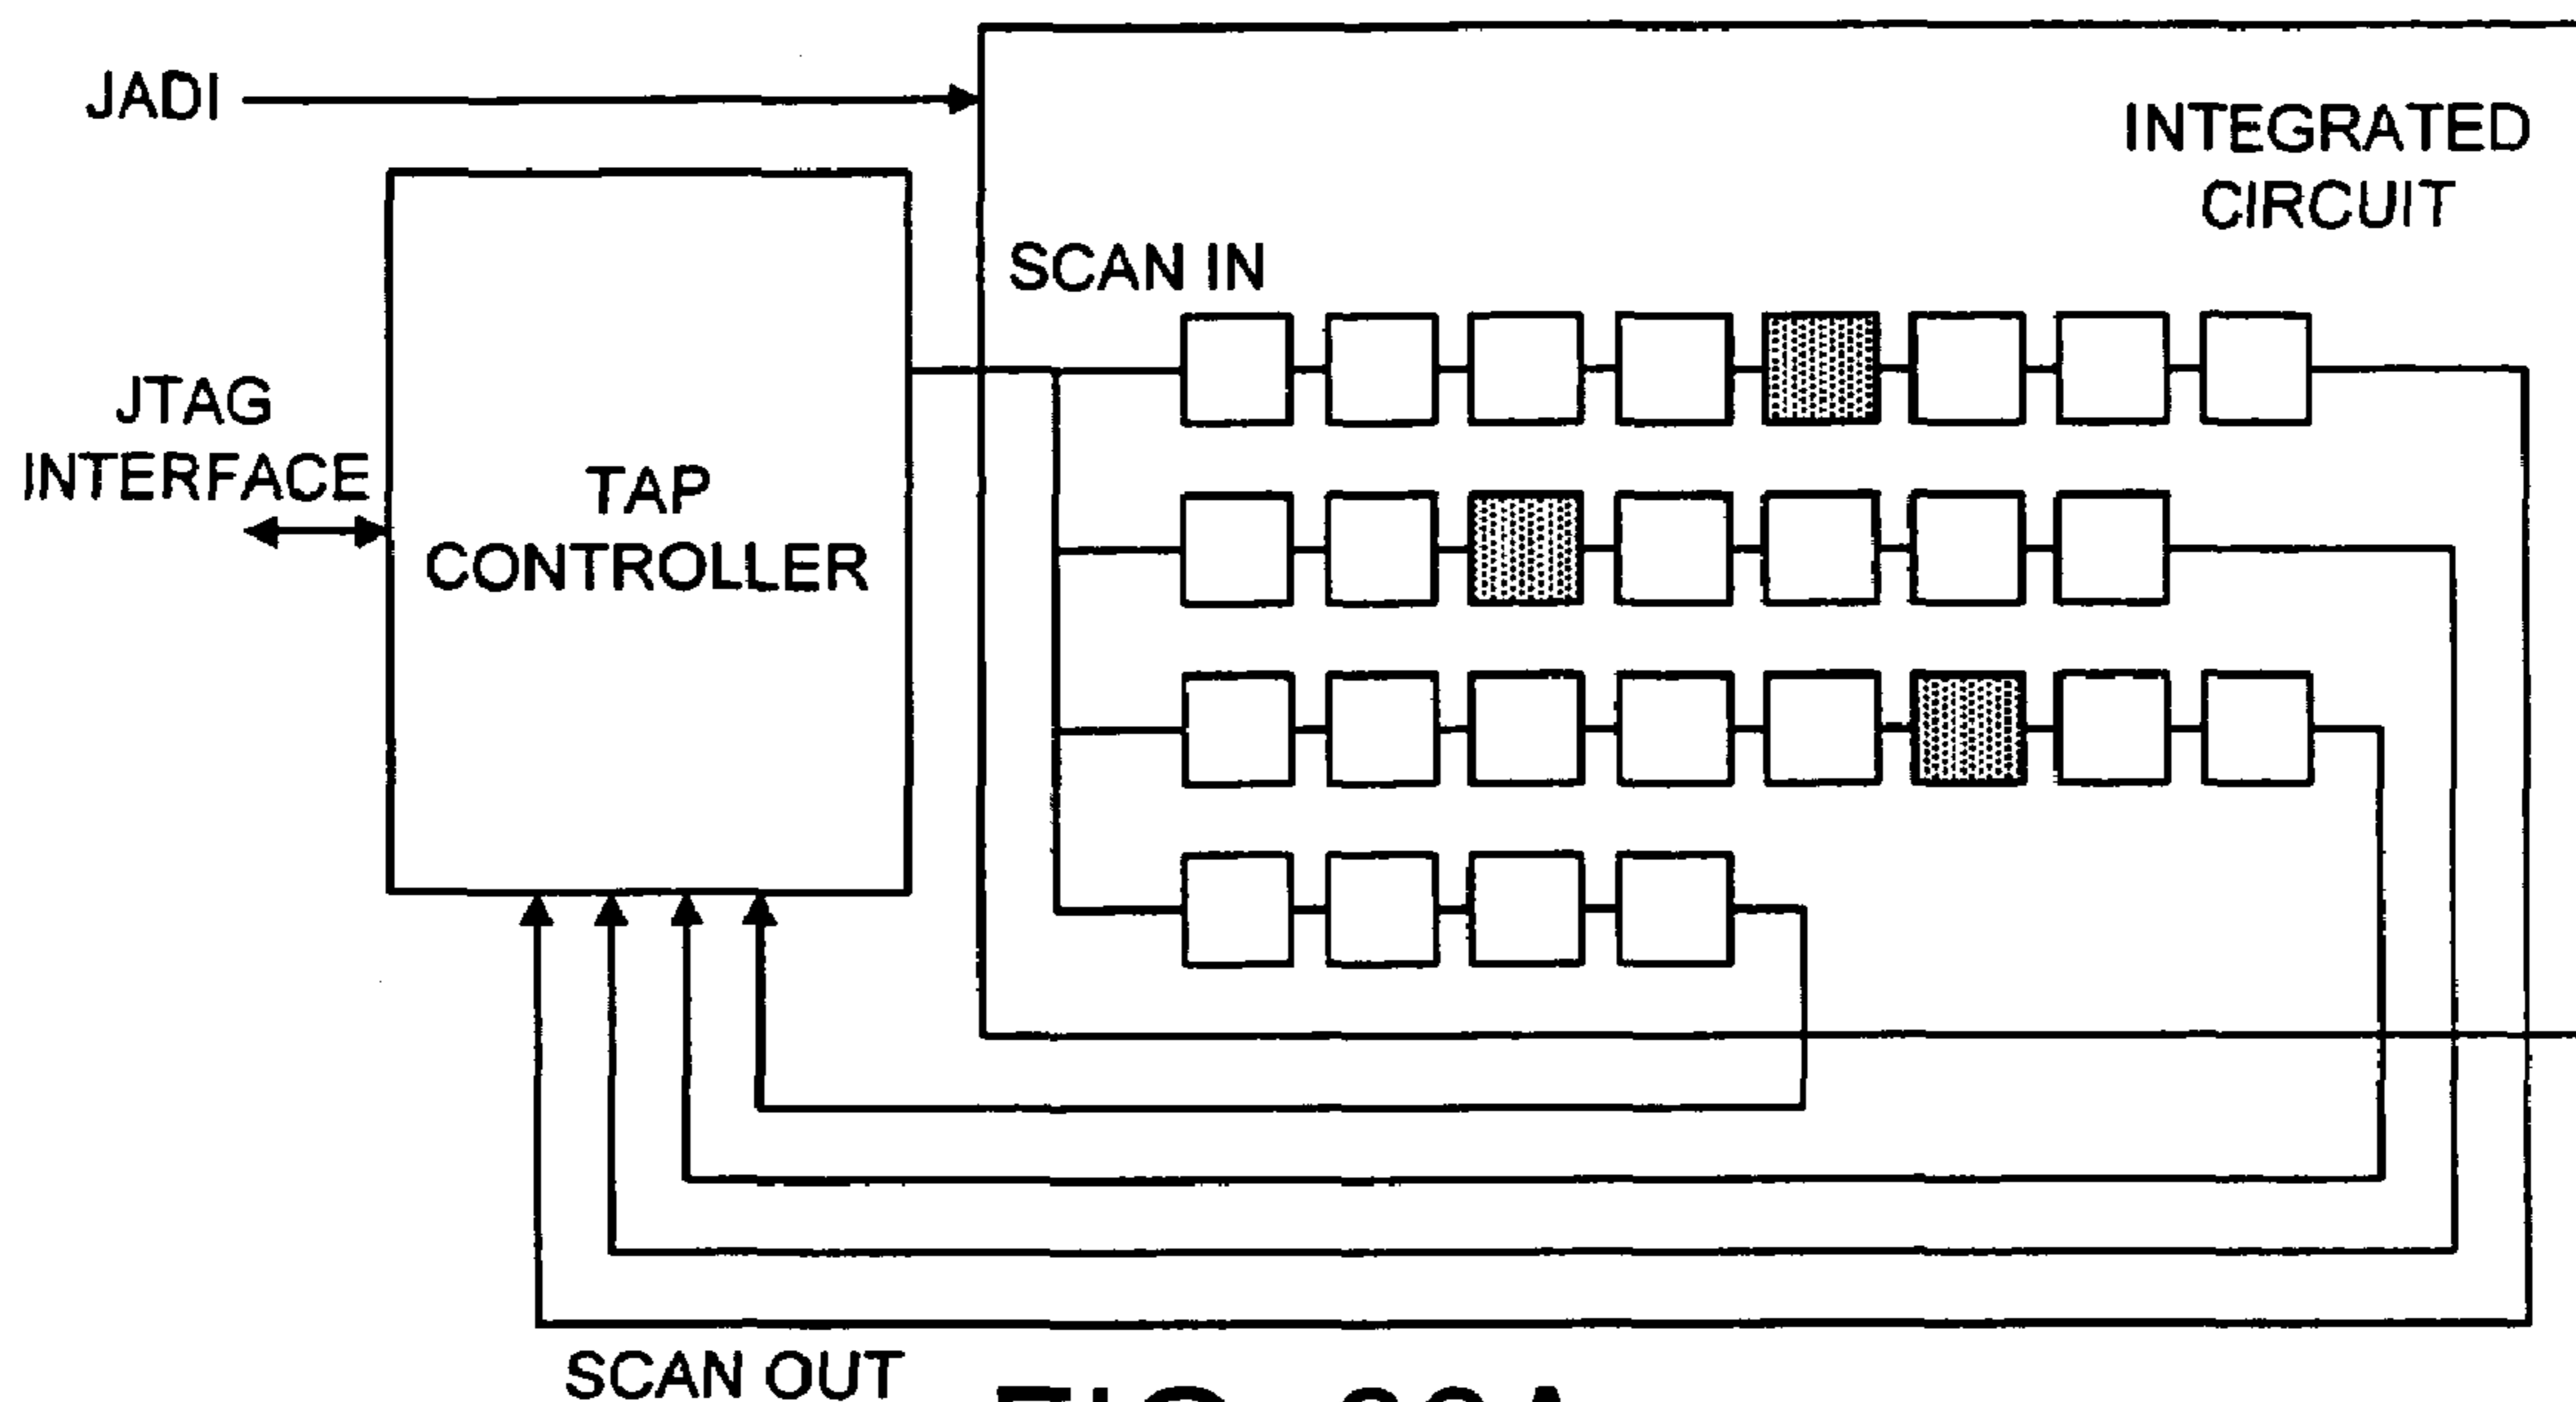 JADI
INTEGRATED
CIRCUIT
SCAN IN
JTAG
INTERFACE
TAP
CONTROLLER
SCAN OUT